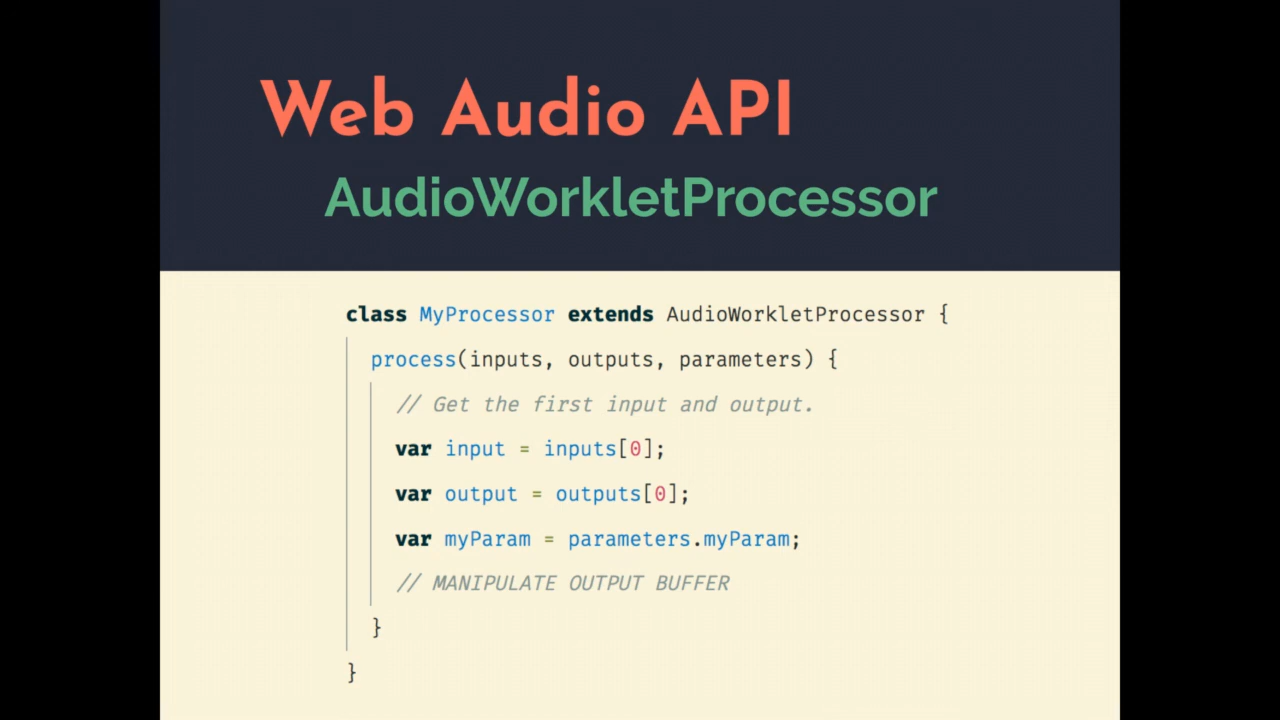 Web Audio API
AudioWorkletProcessor
class MyProcessor extends AudioWorkletProcessor {
process(inputs, outputs, parameters) {
// Get the first input and output.
var input = inputs[0];
var output = outputs[0];
var myParam = parameters.myParam;
// MANIPULATE OUTPUT BUFFER
}
}